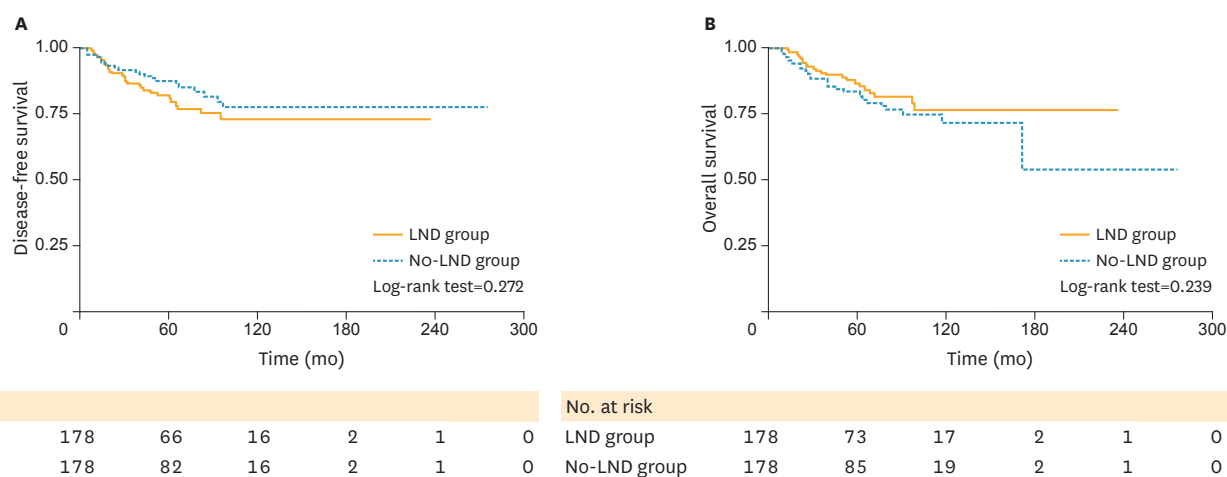 A
1.00
0.75
0.50
0.25
0 60 120 180 240 300
Disease-free survival
Time (mo)
LND group
No-LND group
Log-rank test=0.272
178 66 16 2 1 0
178 82 16 2 1 0
B
1.00
0.75
0.50
0.25
0 60 120 180 240 300
Overall survival
Time (mo)
LND group
No-LND group
Log-rank test=0.239
No. at risk
LND group 178 73 17 2 1 0
No-LND group 178 85 19 2 1 0